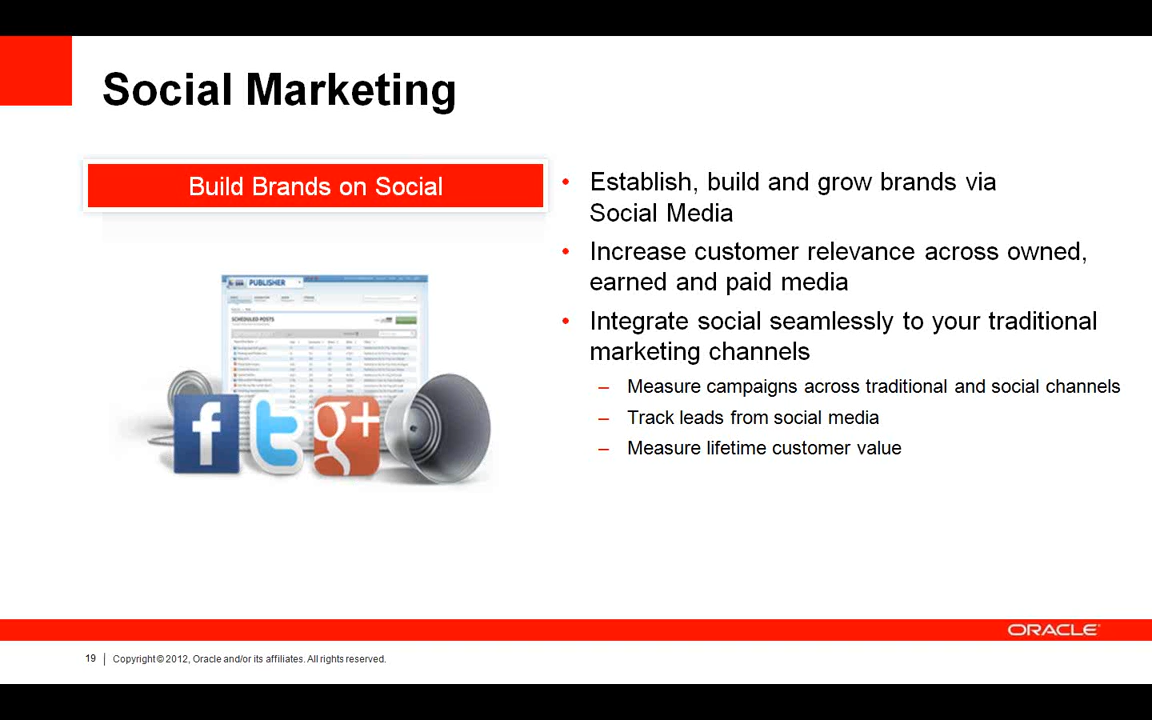 Social Marketing
Build Brands on Social
• Establish, build and grow brands via
Social Media
• Increase customer relevance across owned,
earned and paid media
• Integrate social seamlessly to your traditional
marketing channels
– Measure campaigns across traditional and social channels
– Track leads from social media
– Measure lifetime customer value
PUBLISHER
SCHEDULED POSTS
f
t
g+
ORACLE
19 | Copyright © 2012, Oracle and/or its affiliates. All rights reserved.